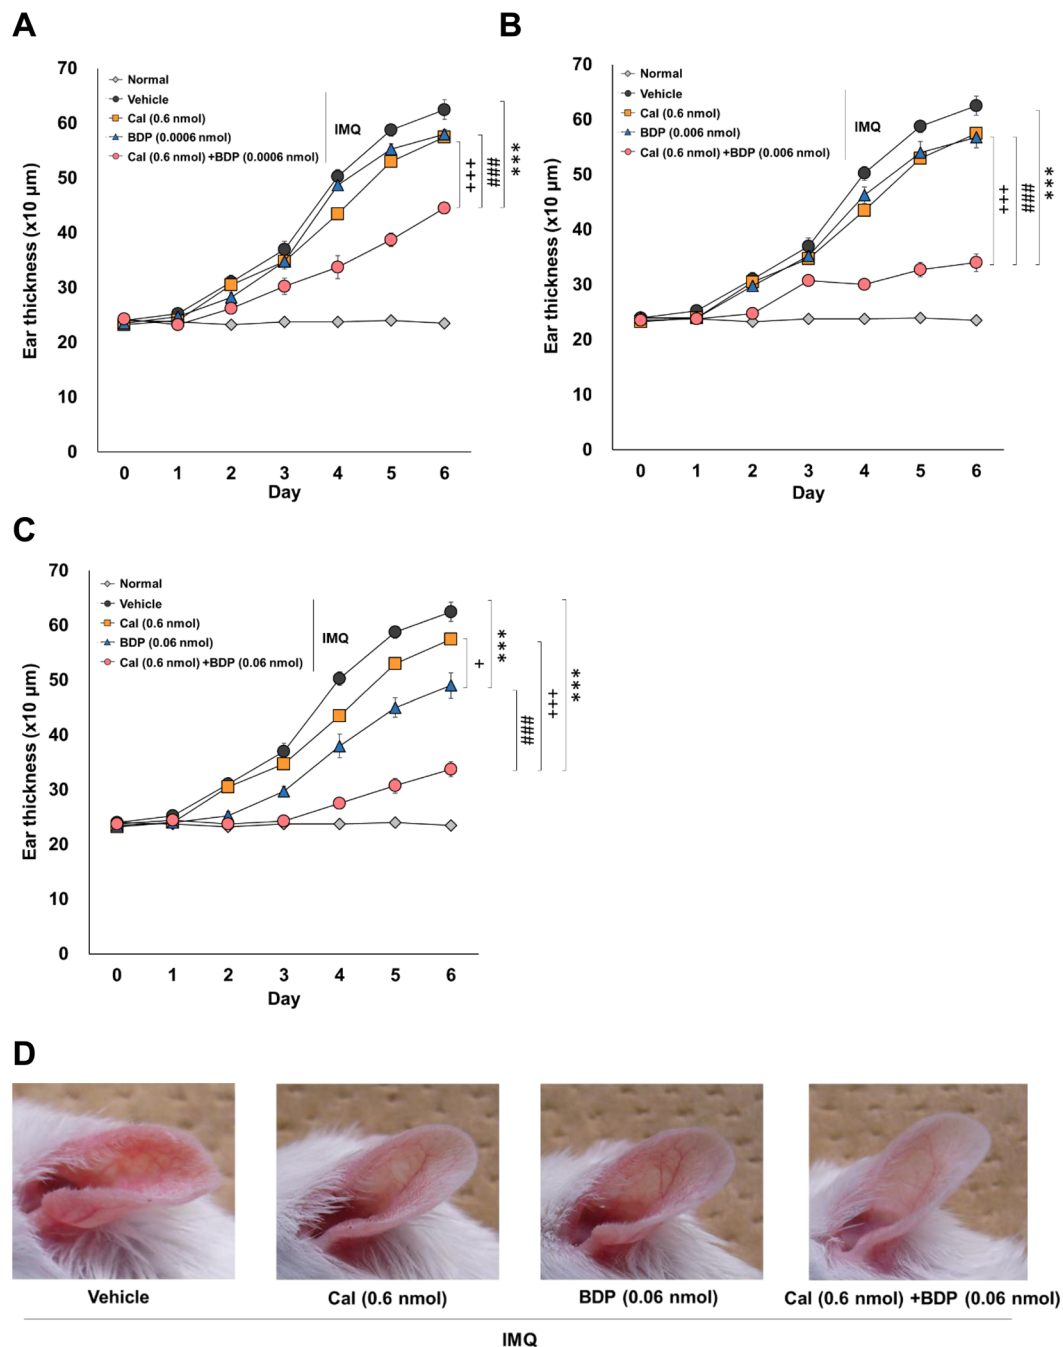 A
70
60
50
40
30
20
10
0
Ear thickness (x10 µm)
Normal
Vehicle
Cal (0.6 nmol)
BDP (0.0006 nmol)
Cal (0.6 nmol) +BDP (0.0006 nmol)
IMQ
+++
###
***
0 1 2 3 4 5 6
Day
B
70
60
50
40
30
20
10
0
Ear thickness (x10 µm)
Normal
Vehicle
Cal (0.6 nmol)
BDP (0.006 nmol)
Cal (0.6 nmol) +BDP (0.006 nmol)
IMQ
+++
###
***
0 1 2 3 4 5 6
Day
C
70
60
50
40
30
20
10
0
Ear thickness (x10 µm)
Normal
Vehicle
Cal (0.6 nmol)
BDP (0.06 nmol)
Cal (0.6 nmol) +BDP (0.06 nmol)
IMQ
+
***
###
+++
***
0 1 2 3 4 5 6
Day
D
Vehicle
Cal (0.6 nmol)
BDP (0.06 nmol)
Cal (0.6 nmol) +BDP (0.06 nmol)
IMQ